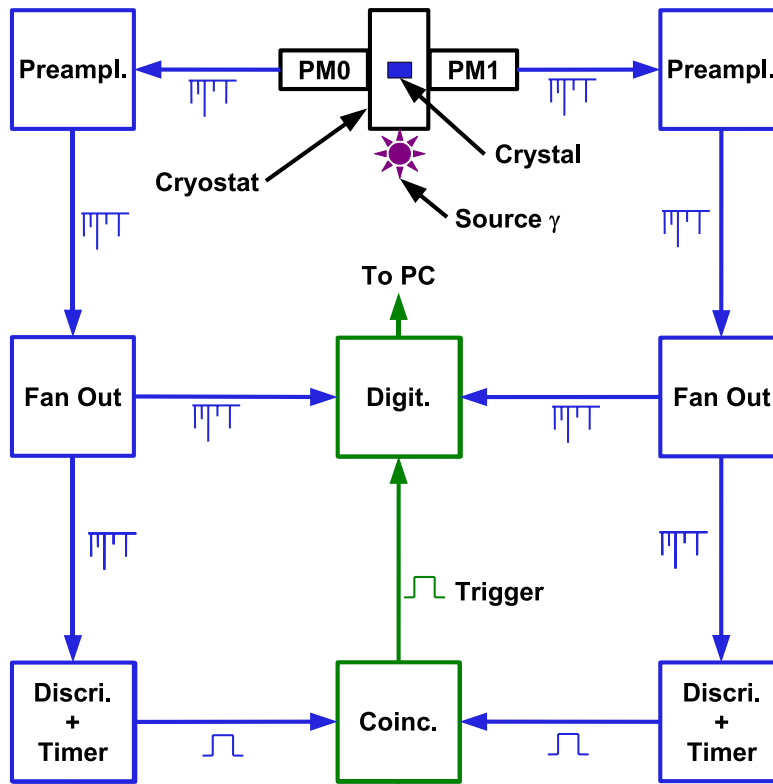 Preampl.
PM0
PM1
Preampl.
Cryostat
Crystal
Source γ
To PC
Fan Out
Digit.
Fan Out
Trigger
Discri.
+
Timer
Coinc.
Discri.
+
Timer